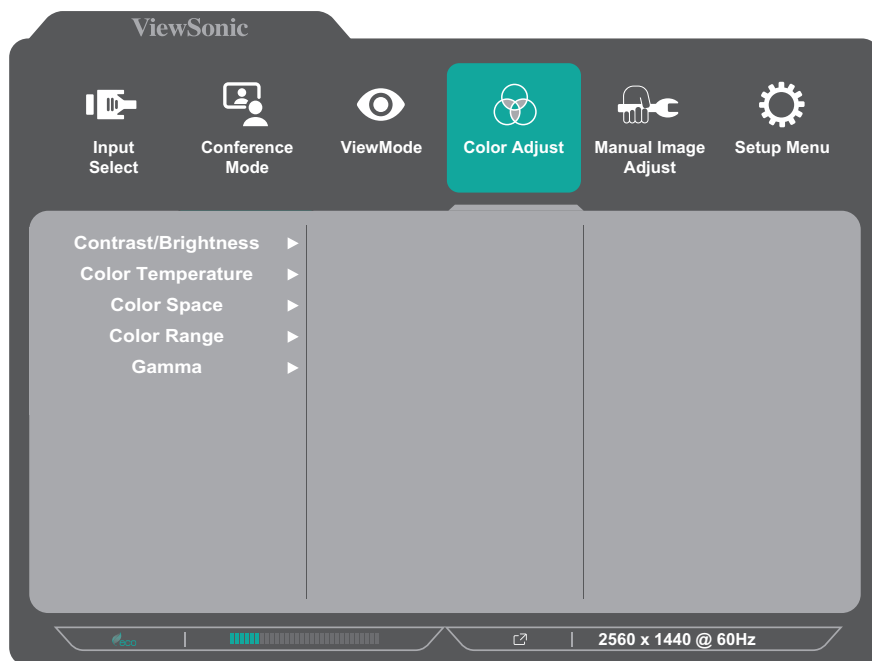 ViewSonic
Input
Select
Conference
Mode
ViewMode
Color Adjust
Manual Image
Adjust
Setup Menu
Contrast/Brightness
Color Temperature
Color Space
Color Range
Gamma
eco
2560 x 1440 @ 60Hz